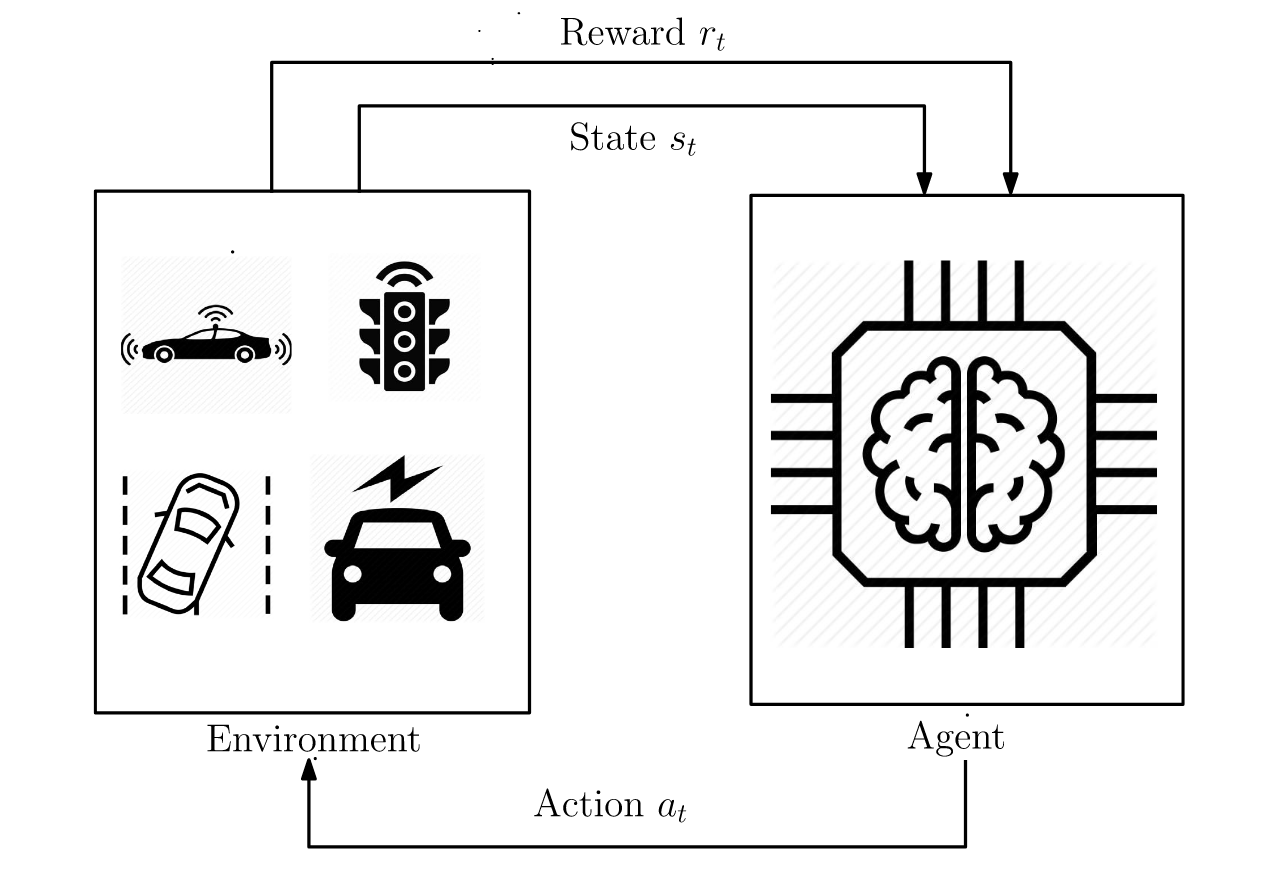 Reward r_t
State s_t
Environment
Agent
Action a_t